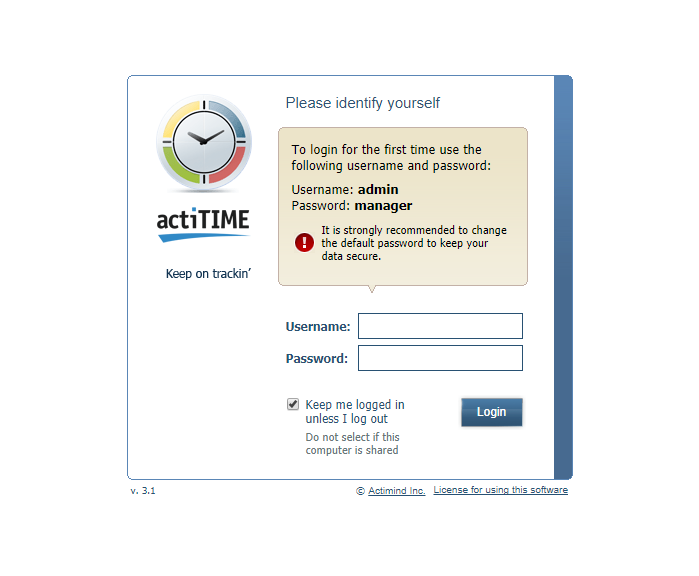 Please identify yourself
To login for the first time use the
following username and password:
Username: admin
Password: manager
It is strongly recommended to change
the default password to keep your
data secure.
actiTIME
Keep on trackin’
Username:
Password:
Keep me logged in
unless I log out
Do not select if this
computer is shared
Login
v. 3.1
© Actimind Inc. License for using this software